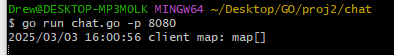 Drew@DESKTOP-MP3MOLK MINGW64 ~/Desktop/GO/proj2/chat
$ go run chat.go -p 8080
2025/03/03 16:00:56 client map: map[]